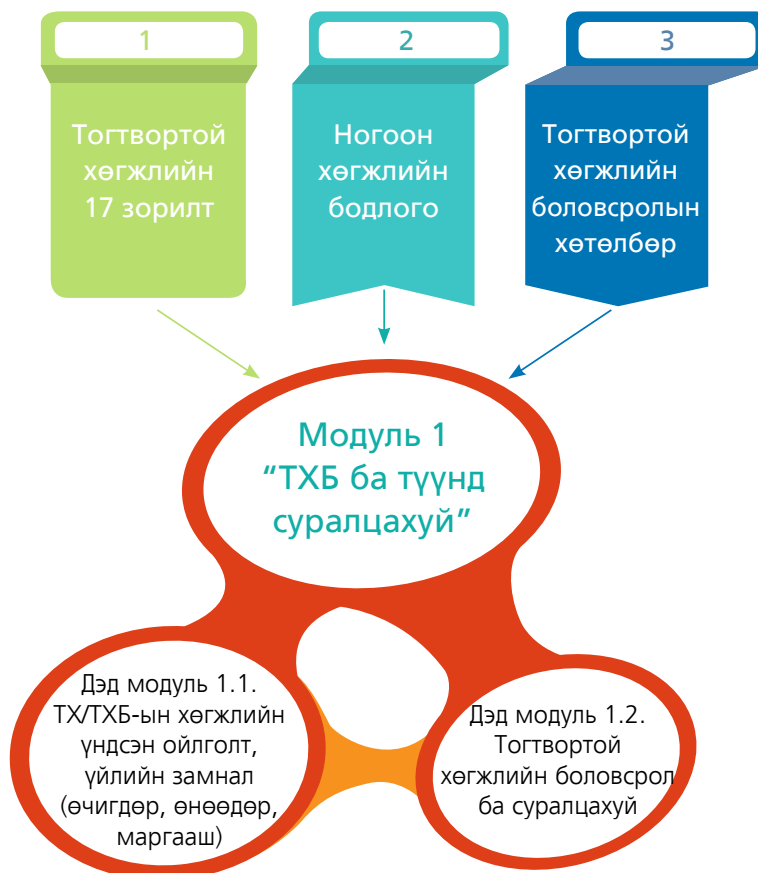 1
Тогтвортой
хөгжлийн
17 зорилт
2
Ногоон
хөгжлийн
бодлого
3
Тогтвортой
хөгжлийн
боловсролын
хөтөлбөр
Модуль 1
“ТХБ ба түүнд
суралцахуй”
Дэд модуль 1.1.
ТХ/ТХБ-ын хөгжлийн
үндсэн ойлголт,
үйлийн замнал
(өчигдөр, өнөөдөр,
маргааш)
Дэд модуль 1.2.
Тогтвортой
хөгжлийн боловсрол
ба суралцахуй